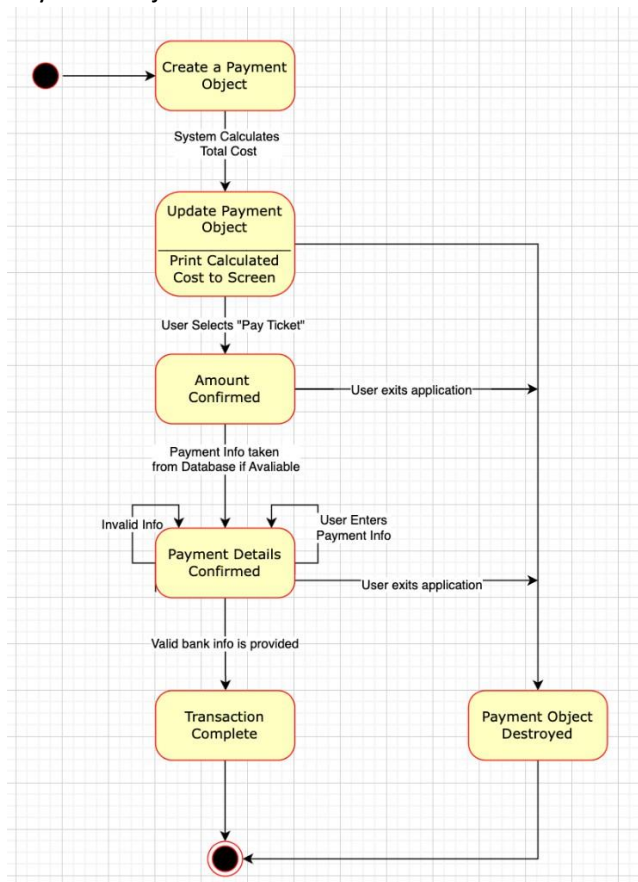 Create a Payment
Object
System Calculates
Total Cost
Update Payment
Object
Print Calculated
Cost to Screen
User Selects "Pay Ticket"
Amount
Confirmed
User exits application
Payment Info taken
from Database if Avaliable
Invalid Info
User Enters
Payment Info
Payment Details
Confirmed
User exits application
Valid bank info is provided
Transaction
Complete
Payment Object
Destroyed